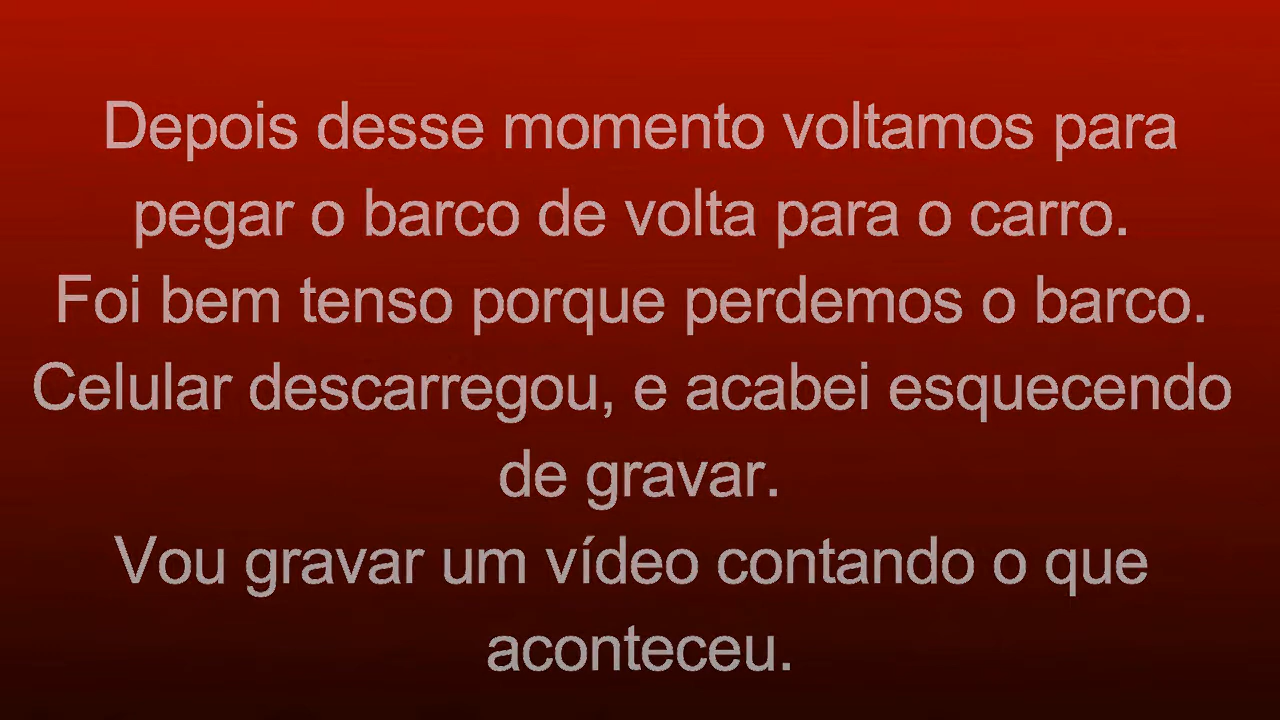 Depois desse momento voltamos para
pegar o barco de volta para o carro.
Foi bem tenso porque perdemos o barco.
Celular descarregou, e acabei esquecendo
de gravar.
Vou gravar um vídeo contando o que
aconteceu.